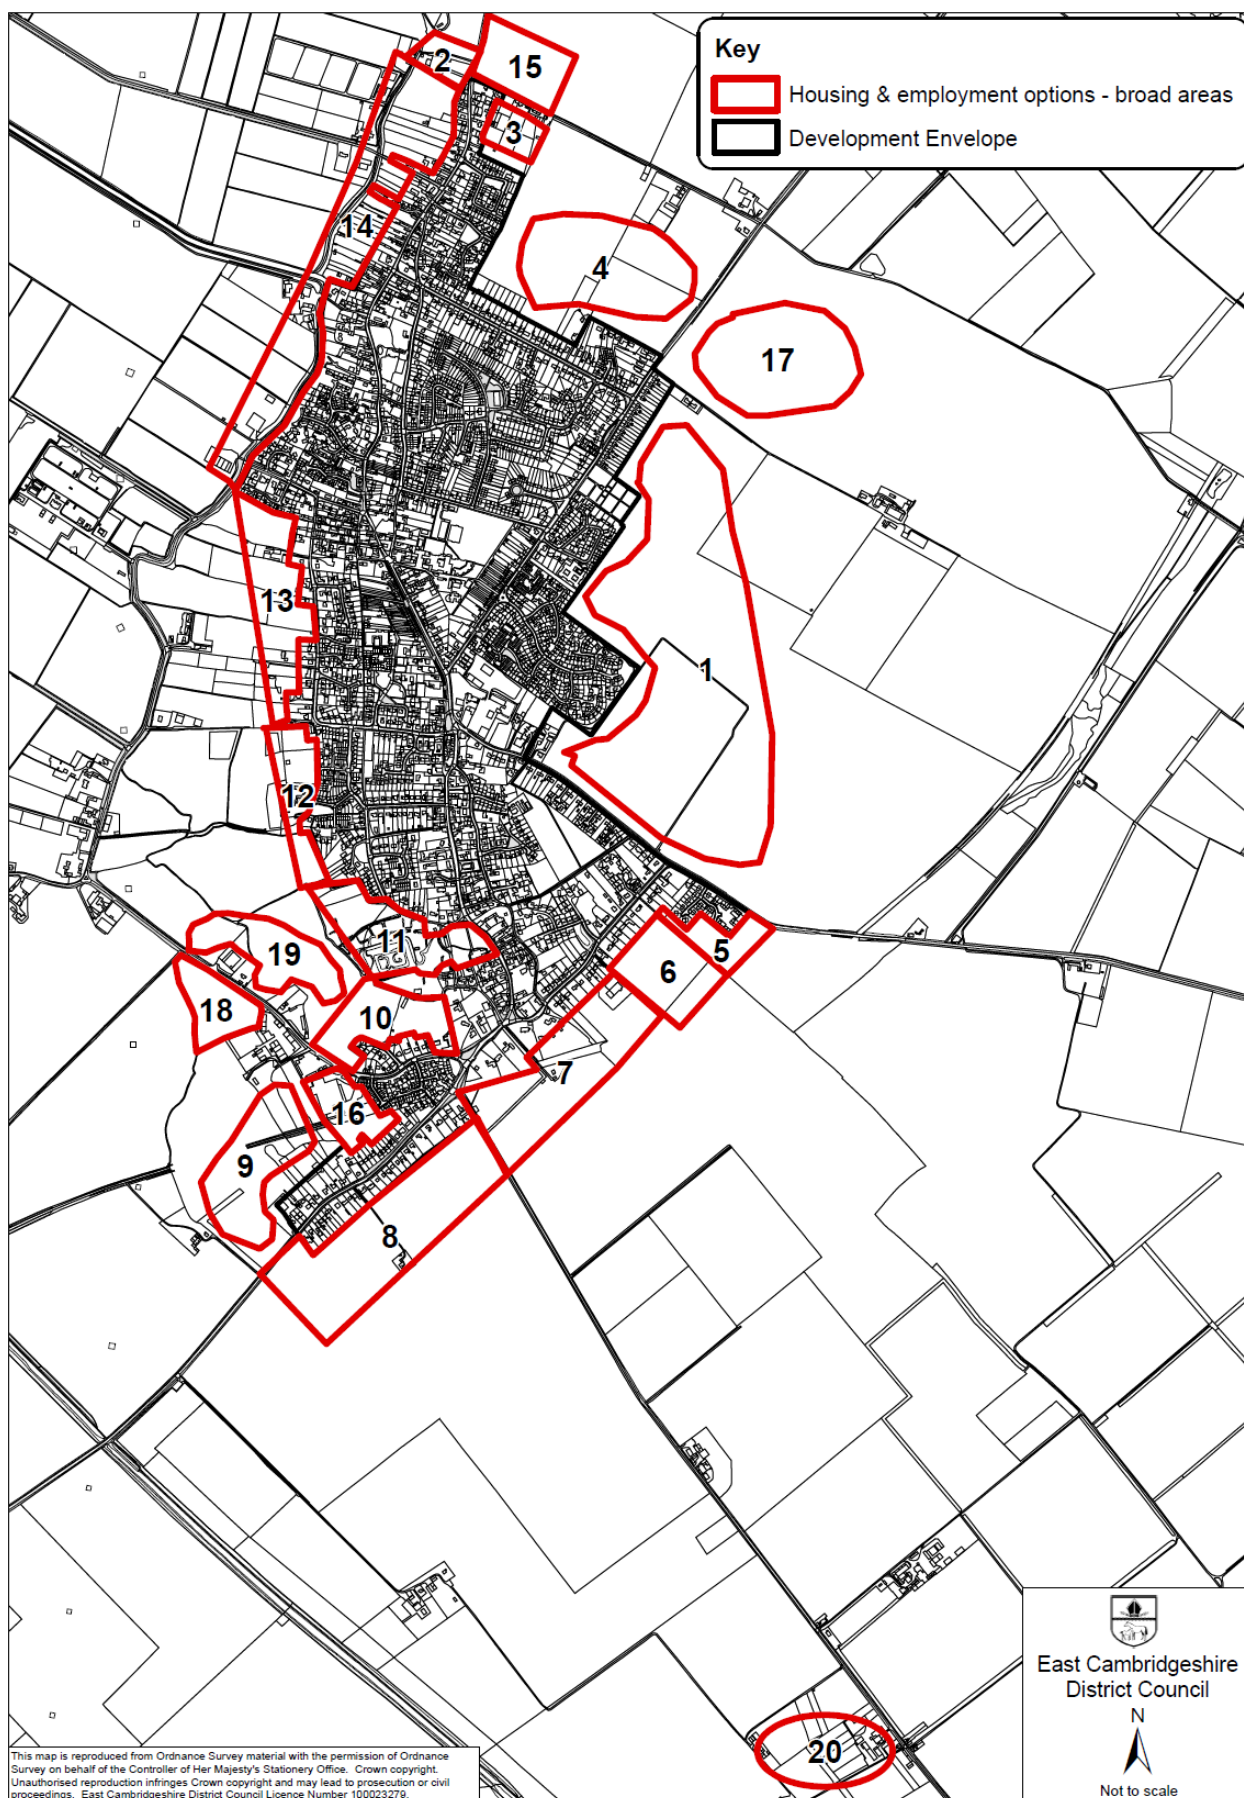 Key
Housing & employment options - broad areas
Development Envelope
2
15
3
14
4
17
13
1
12
11
5
6
19
18
10
7
16
9
8
20
East Cambridgeshire
District Council
N
Not to scale
This map is reproduced from Ordnance Survey material with the permission of Ordnance
Survey on behalf of the Controller of Her Majesty's Stationery Office. Crown copyright.
Unauthorised reproduction infringes Crown copyright and may lead to prosecution or civil
proceedings. East Cambridgeshire District Council Licence Number 100023279.